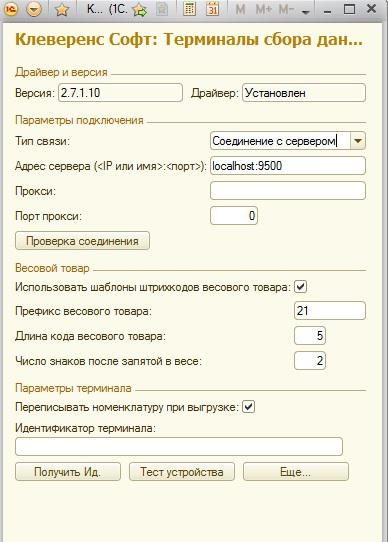 К... (1С.
M M+ M-
Клеверенс Софт: Терминалы сбора дан...
Драйвер и версия
Версия: 2.7.1.10 Драйвер: Установлен
Параметры подключения
Тип связи: Соединение с сервером
Адрес сервера (<IP или имя>:<порт>): localhost:9500
Прокси:
Порт прокси: 0
Проверка соединения
Весовой товар
Использовать шаблоны штрихкодов весового товара:
Префикс весового товара: 21
Длина кода весового товара: 5
Число знаков после запятой в весе: 2
Параметры терминала
Переписывать номенклатуру при выгрузке:
Идентификатор терминала:
Получить Ид. Тест устройства Еще...